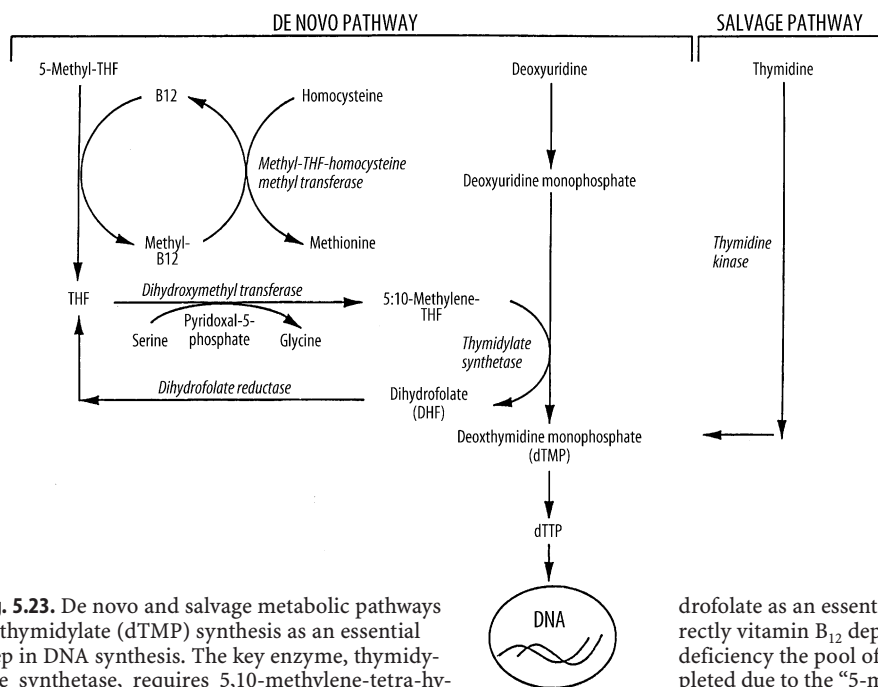 DE NOVO PATHWAY
SALVAGE PATHWAY
5-Methyl-THF
Deoxyuridine
Thymidine
B12
Homocysteine
Methyl-THF-homocysteine
methyl transferase
Deoxyuridine monophosphate
Methyl-
B12
Methionine
Thymidine
kinase
THF
Dihydroxymethyl transferase
5:10-Methylene-
THF
Serine
Pyridoxal-5-
phosphate
Glycine
Thymidylate
synthetase
Dihydrofolate reductase
Dihydrofolate
(DHF)
Deoxthymidine monophosphate
(dTMP)
dTTP
DNA
g. 5.23. De novo and salvage metabolic pathways
thymidylate (dTMP) synthesis as an essential
ep in DNA synthesis. The key enzyme, thymidy-
e synthetase, requires 5,10-methylene-tetra-hy-
drofolate as an essenti
rectly vitamin B₁₂ dep
deficiency the pool of
pleted due to the “5-m